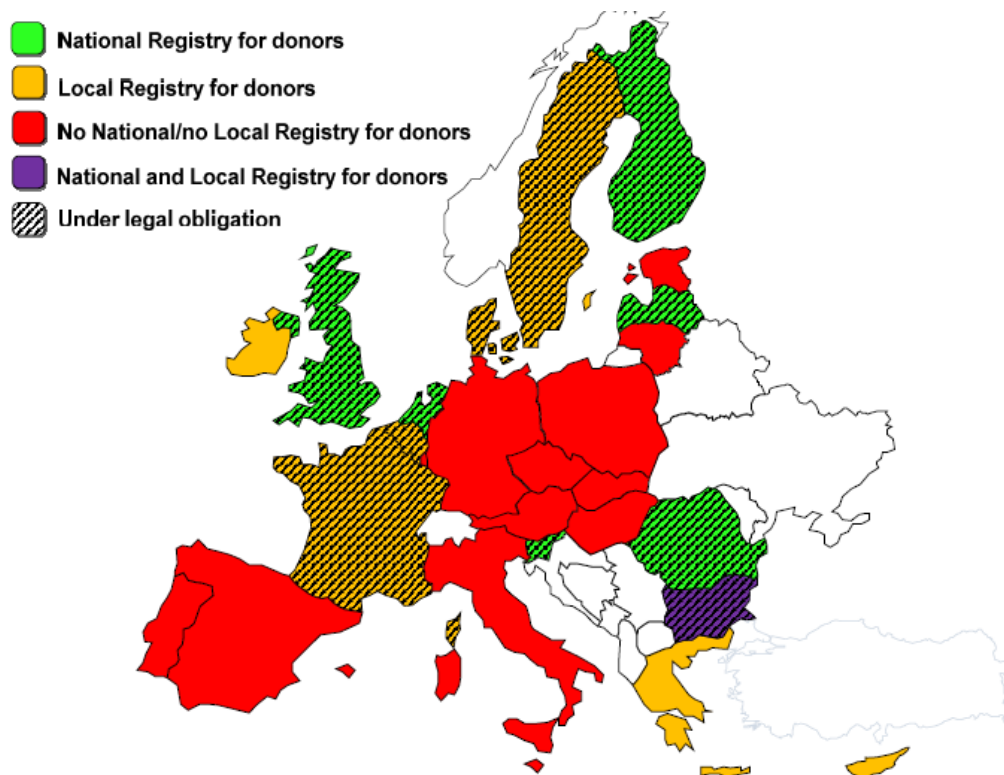 National Registry for donors
Local Registry for donors
No National/no Local Registry for donors
National and Local Registry for donors
Under legal obligation